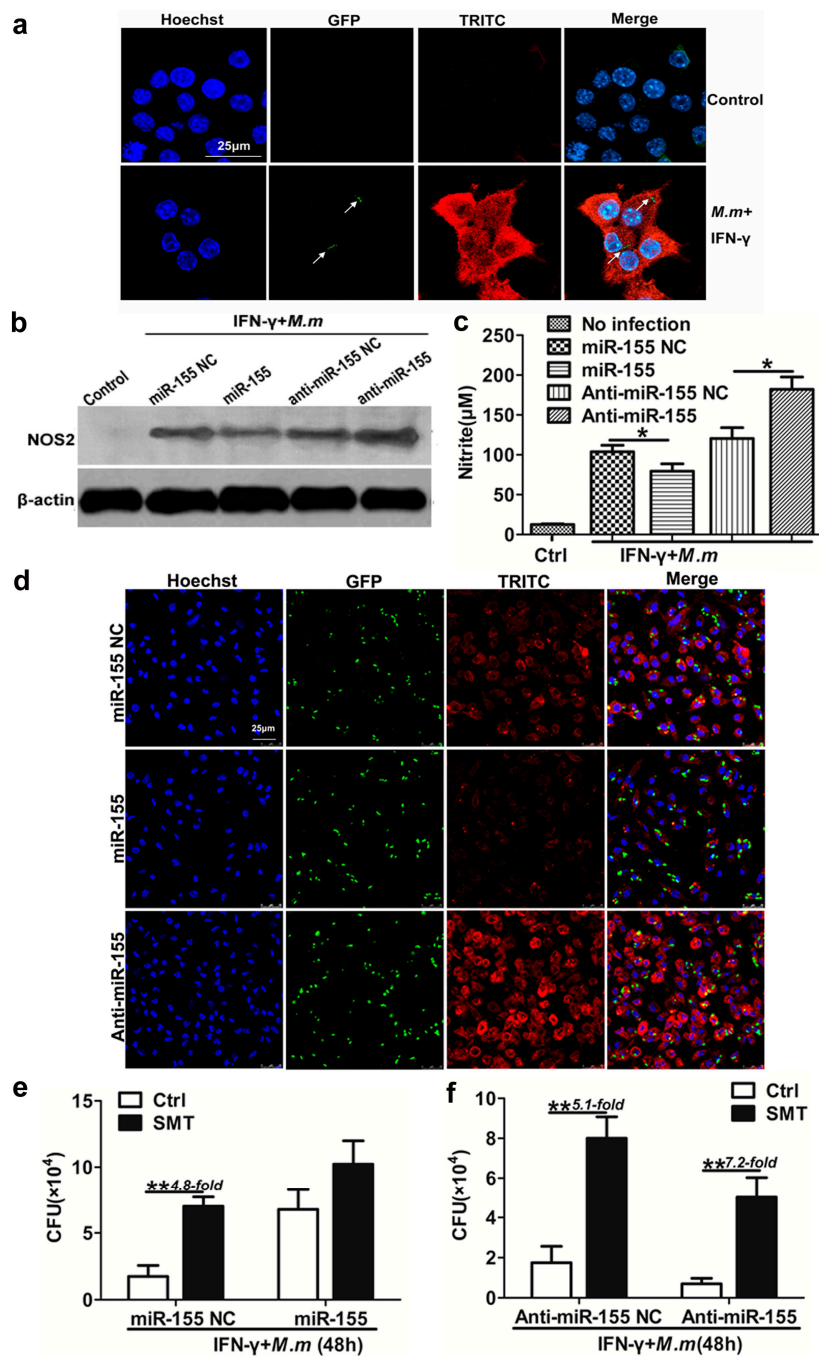 a
Hoechst GFP TRITC Merge
Control
25μm
M.m+
IFN-γ
b
IFN-γ+M.m
Control miR-155 NC miR-155 anti-miR-155 NC anti-miR-155
NOS2
β-actin
c
No infection
miR-155 NC
miR-155
Anti-miR-155 NC
Anti-miR-155
Nitrite(μM)
250
200
150
100
50
0
* *
Ctrl IFN-γ+M.m
d
Hoechst GFP TRITC Merge
miR-155 NC
25μm
miR-155
Anti-miR-155
e
Ctrl
SMT
CFU(×10⁴)
15
10
5
0
**4.8-fold
miR-155 NC miR-155
IFN-γ+M.m (48h)
f
Ctrl
SMT
CFU(×10⁴)
10
8
6
4
2
0
**5.1-fold
**7.2-fold
Anti-miR-155 NC Anti-miR-155
IFN-γ+M.m(48h)